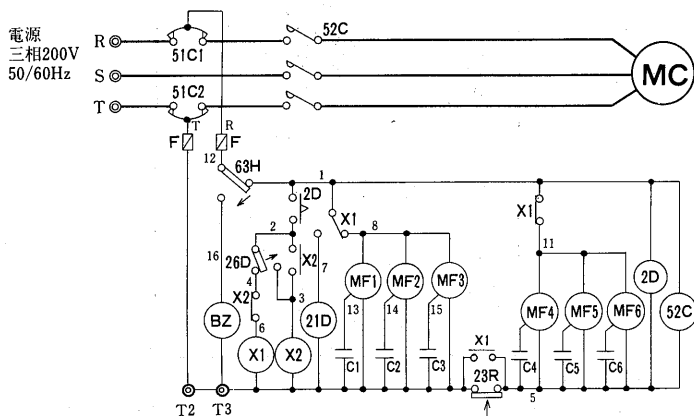 電源
三相200V
50/60Hz
R
S
T
51C1
51C2
52C
MC
T
R
F
F
12
63H
1
2D
X1
X1
2
8
11
26D
X2
7
16
4
X2
3
MF1
MF2
MF3
13
14
15
2D
MF4
MF5
MF6
52C
BZ
6
X1
X2
21D
C1
C2
C3
X1
23R
C4
C5
C6
5
T2
T3